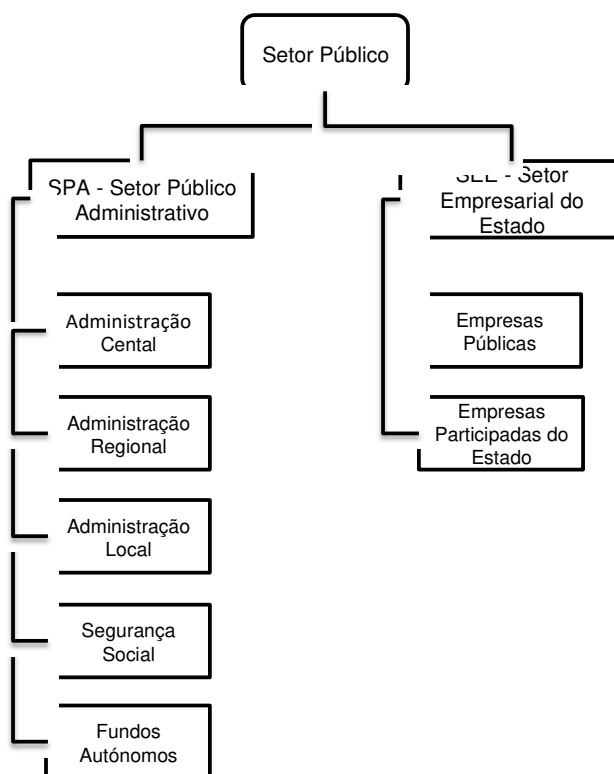 Setor Público
SPA - Setor Público
Administrativo
SEE - Setor
Empresarial do
Estado
Administração
Cental
Empresas
Públicas
Administração
Regional
Empresas
Participadas do
Estado
Administração
Local
Segurança
Social
Fundos
Autónomos